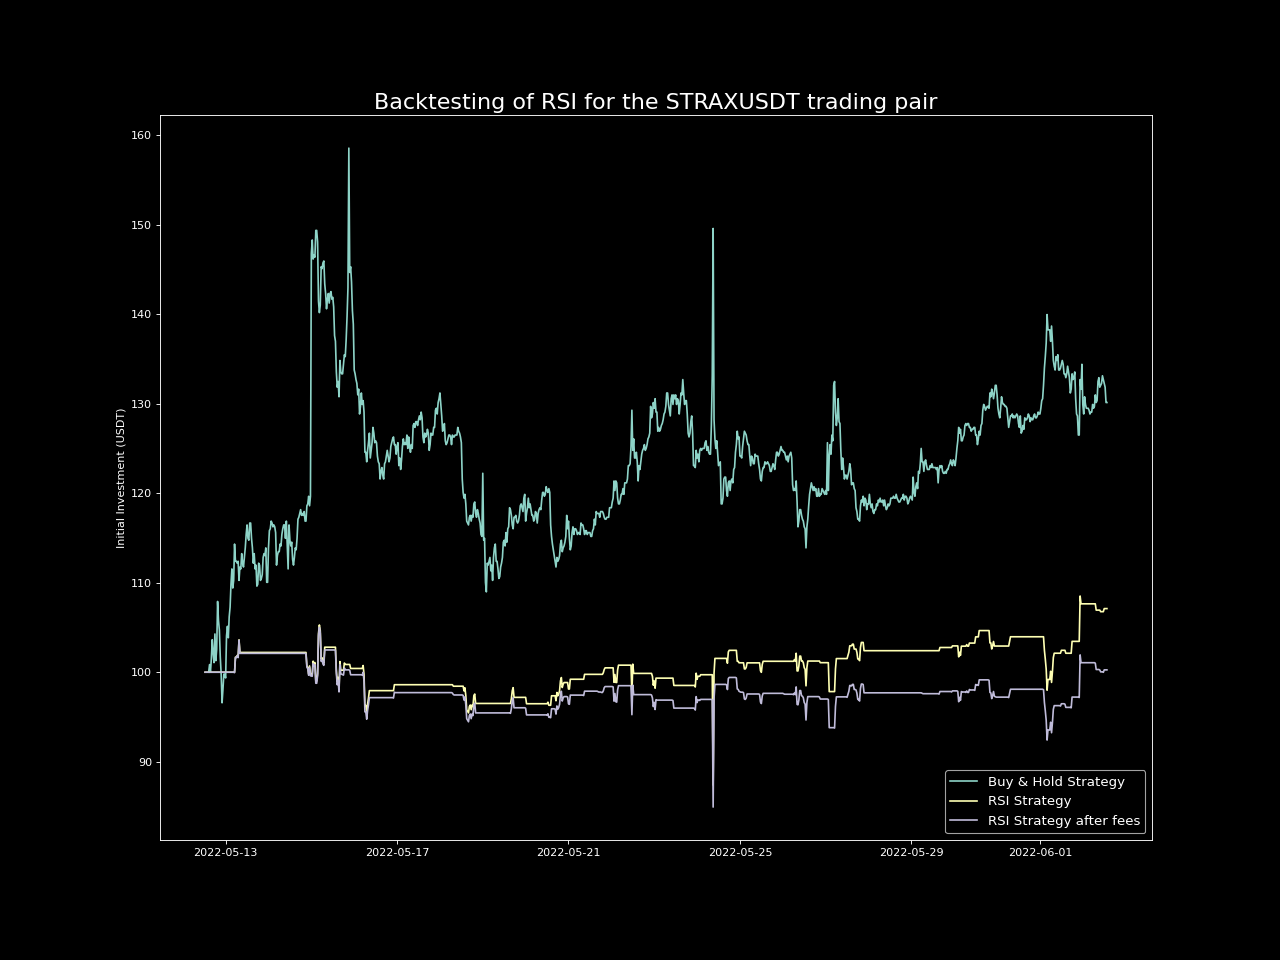 Backtesting of RSI for the STRAXUSDT trading pair
160
150
140
130
120
110
100
90
Initial Investment (USDT)
2022-05-13
2022-05-17
2022-05-21
2022-05-25
2022-05-29
2022-06-01
Buy & Hold Strategy
RSI Strategy
RSI Strategy after fees